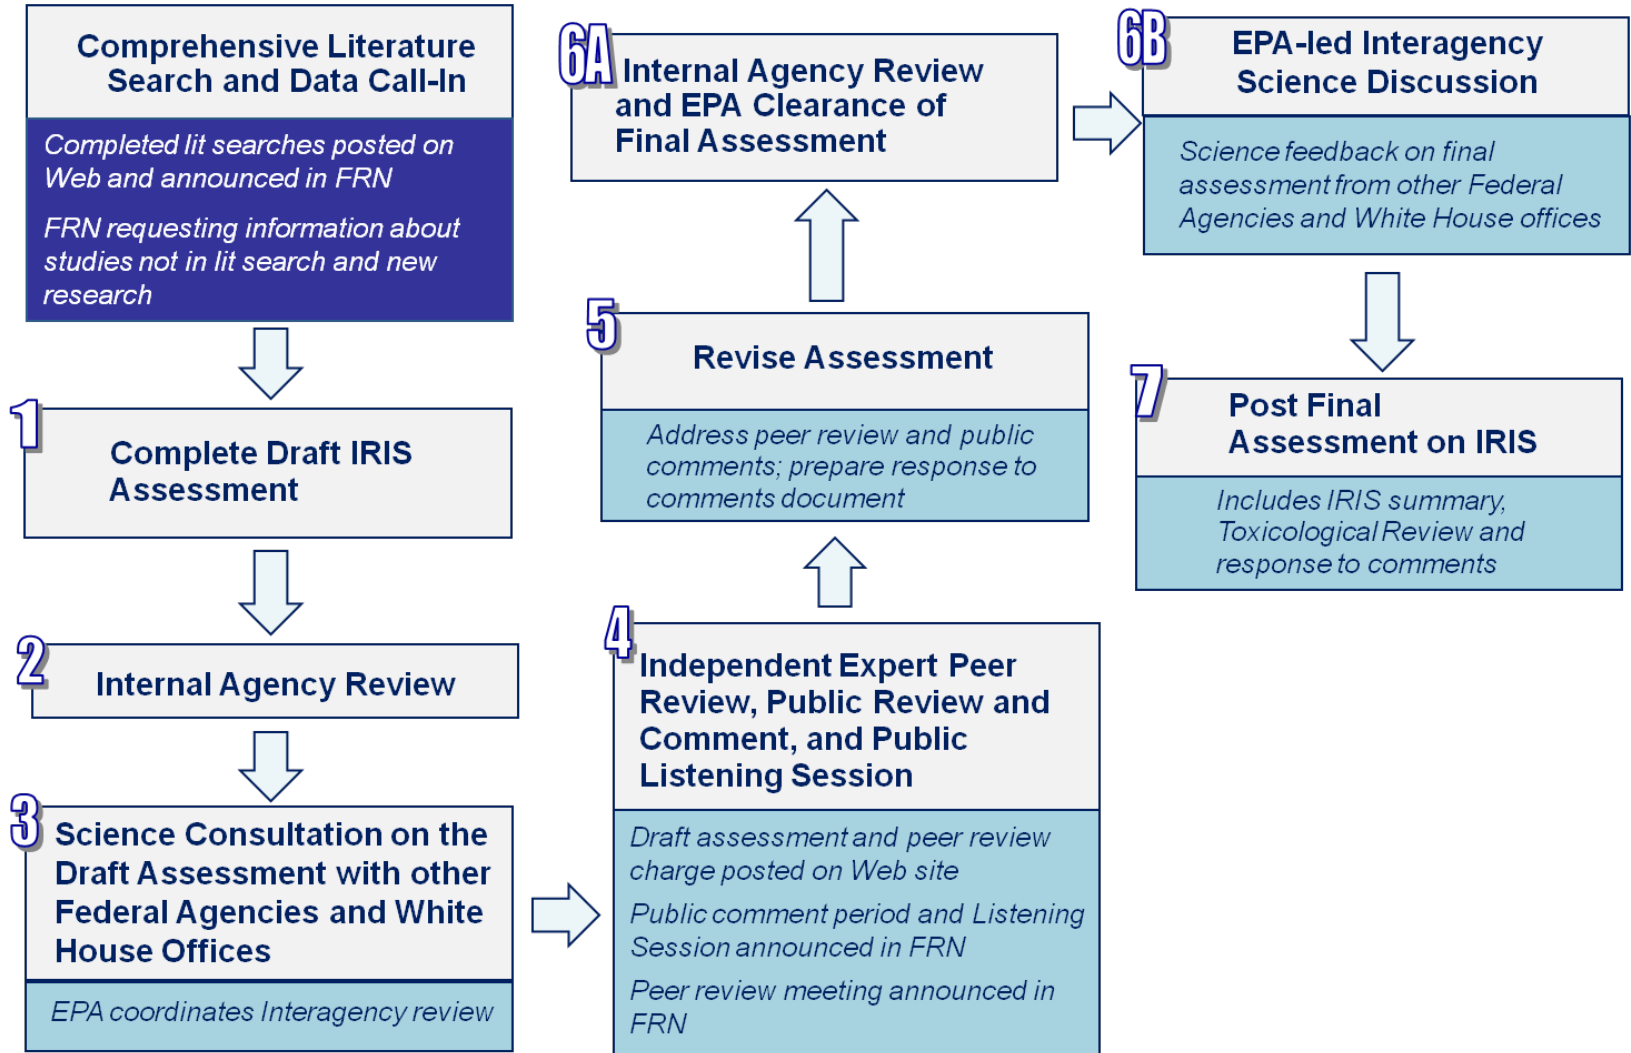 Comprehensive Literature
Search and Data Call-In
Completed lit searches posted on
Web and announced in FRN
FRN requesting information about
studies not in lit search and new
research
1
Complete Draft IRIS
Assessment
2
Internal Agency Review
3
Science Consultation on the
Draft Assessment with other
Federal Agencies and White
House Offices
EPA coordinates Interagency review
4
Independent Expert Peer
Review, Public Review and
Comment, and Public
Listening Session
Draft assessment and peer review
charge posted on Web site
Public comment period and Listening
Session announced in FRN
Peer review meeting announced in
FRN
5
Revise Assessment
Address peer review and public
comments; prepare response to
comments document
6A
Internal Agency Review
and EPA Clearance of
Final Assessment
6B
EPA-led Interagency
Science Discussion
Science feedback on final
assessment from other Federal
Agencies and White House offices
7
Post Final
Assessment on IRIS
Includes IRIS summary,
Toxicological Review and
response to comments